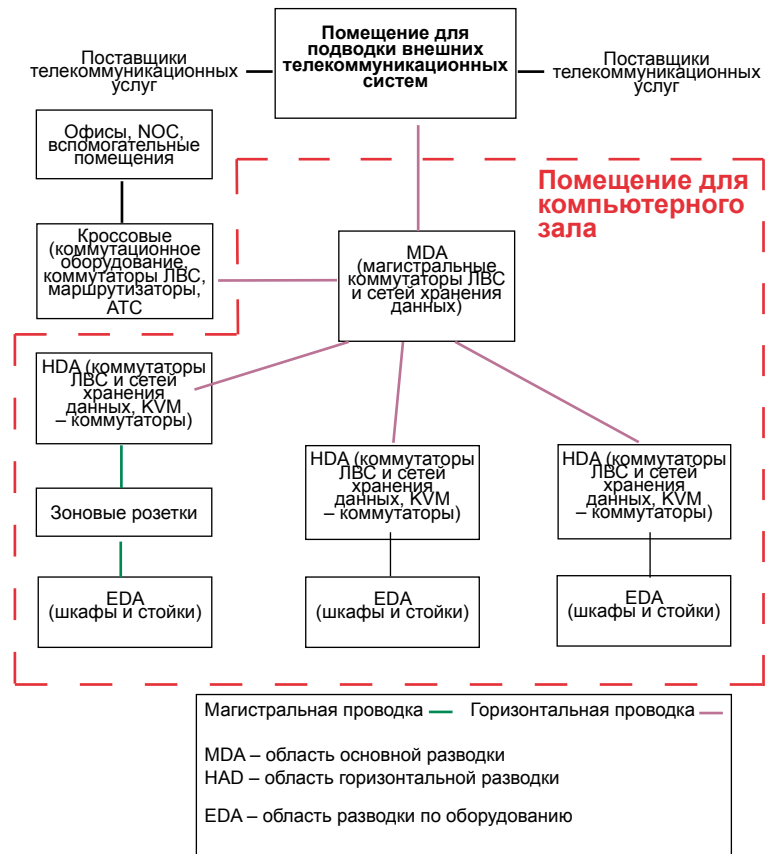 Помещение для
подводки внешних
телекоммуникационных
систем
Поставщики
телекоммуникационных
услуг
Поставщики
телекоммуникационных
услуг
Офисы, NOC,
вспомогательные
помещения
Помещение для
компьютерного
зала
Кроссовые
(коммутационное
оборудование,
коммутаторы ЛВС,
маршрутизаторы,
АТС
MDA
(магистральные
коммутаторы ЛВС
и сетей хранения
данных)
HDA (коммутаторы
ЛВС и сетей
хранения
данных, KVM
– коммутаторы)
HDA (коммутаторы
ЛВС и сетей
хранения
данных, KVM
– коммутаторы)
HDA (коммутаторы
ЛВС и сетей
хранения
данных, KVM
– коммутаторы)
Зоновые розетки
EDA
(шкафы и стойки)
EDA
(шкафы и стойки)
EDA
(шкафы и стойки)
Магистральная проводка
Горизонтальная проводка
MDA – область основной разводки
HAD – область горизонтальной разводки
EDA – область разводки по оборудованию